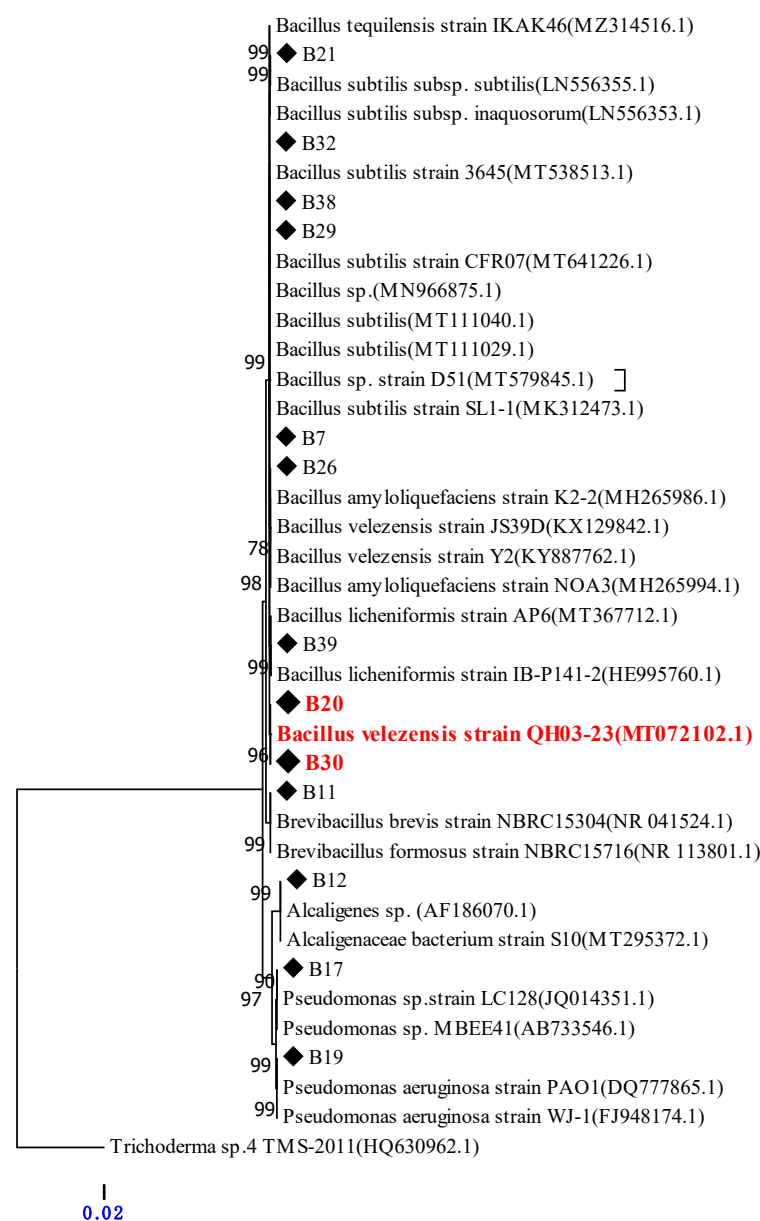 Bacillus tequilensis strain IKAK46(MZ314516.1)
99
B21
99
Bacillus subtilis subsp. subtilis(LN556355.1)
Bacillus subtilis subsp. inaquosorum(LN556353.1)
B32
Bacillus subtilis strain 3645(MT538513.1)
B38
B29
Bacillus subtilis strain CFR07(MT641226.1)
Bacillus sp.(MN966875.1)
Bacillus subtilis(MT111040.1)
Bacillus subtilis(MT111029.1)
99
Bacillus sp. strain D51(MT579845.1)
Bacillus subtilis strain SL1-1(MK312473.1)
B7
B26
Bacillus amyloliquefaciens strain K2-2(MH265986.1)
Bacillus velezensis strain JS39D(KX129842.1)
78
Bacillus velezensis strain Y2(KY887762.1)
98
Bacillus amyloliquefaciens strain NOA3(MH265994.1)
Bacillus licheniformis strain AP6(MT367712.1)
B39
99
Bacillus licheniformis strain IB-P141-2(HE995760.1)
B20
Bacillus velezensis strain QH03-23(MT072102.1)
96
B30
B11
Brevibacillus brevis strain NBRC15304(NR 041524.1)
99
Brevibacillus formosus strain NBRC15716(NR 113801.1)
B12
99
Alcaligenes sp. (AF186070.1)
Alcaligenaceae bacterium strain S10(MT295372.1)
B17
90
97
Pseudomonas sp.strain LC128(JQ014351.1)
Pseudomonas sp. MBEE41(AB733546.1)
B19
99
Pseudomonas aeruginosa strain PAO1(DQ777865.1)
99
Pseudomonas aeruginosa strain WJ-1(FJ948174.1)
Trichoderma sp.4 TMS-2011(HQ630962.1)
0.02